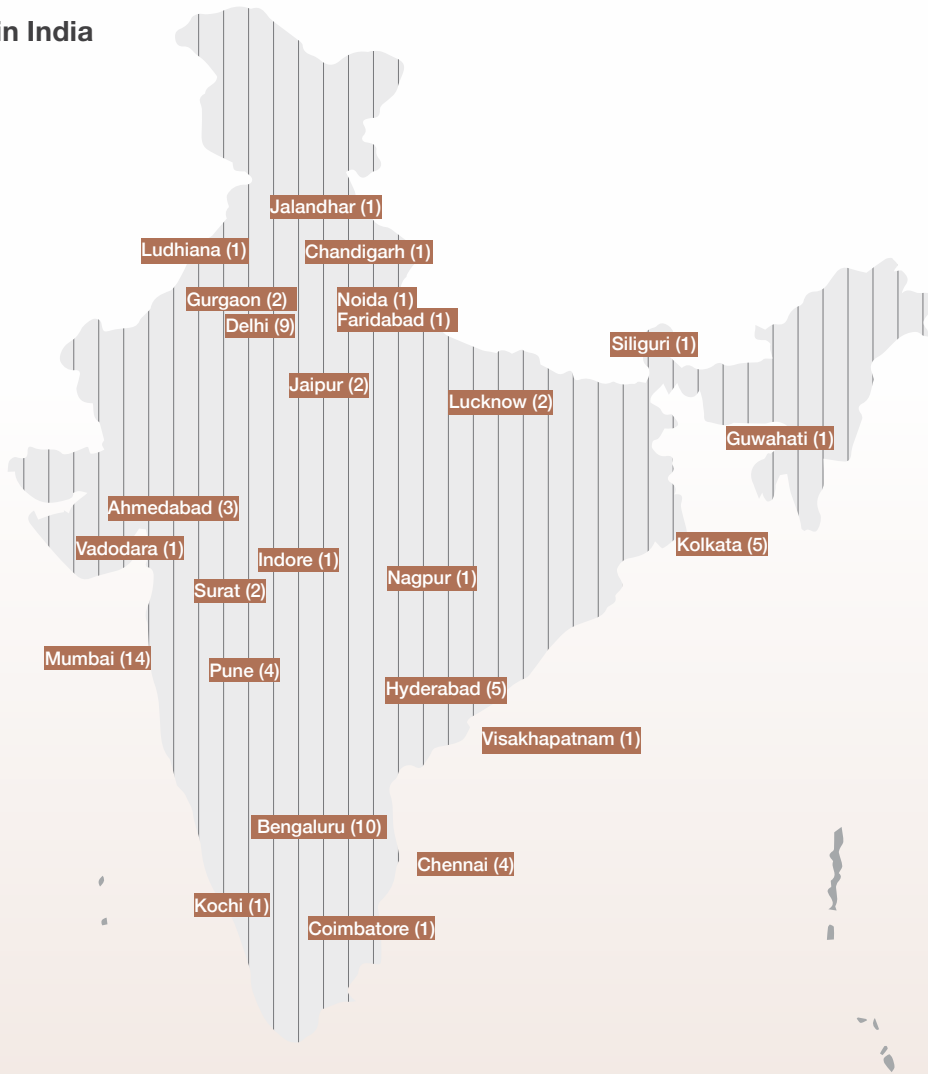 in India
Jalandhar (1)
Ludhiana (1)
Chandigarh (1)
Gurgaon (2)
Noida (1)
Faridabad (1)
Delhi (9)
Siliguri (1)
Jaipur (2)
Lucknow (2)
Guwahati (1)
Ahmedabad (3)
Vadodara (1)
Kolkata (5)
Indore (1)
Nagpur (1)
Surat (2)
Mumbai (14)
Pune (4)
Hyderabad (5)
Visakhapatnam (1)
Bengaluru (10)
Chennai (4)
Kochi (1)
Coimbatore (1)